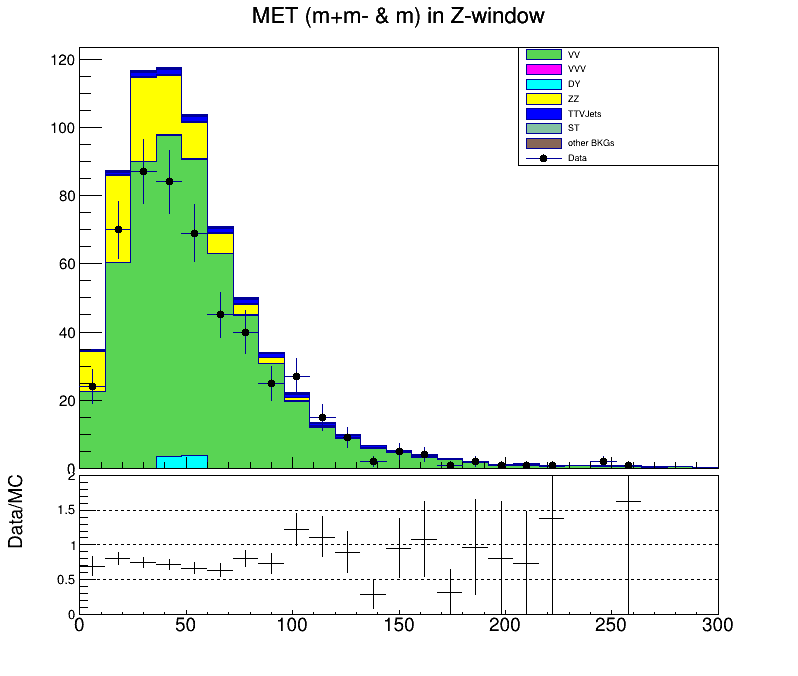 MET (m+m- & m) in Z-window
120
100
80
60
40
20
0
VV
VVV
DY
ZZ
TTVJets
ST
other BKGs
Data
Data/MC
2
1.5
1
0.5
0
0 50 100 150 200 250 300